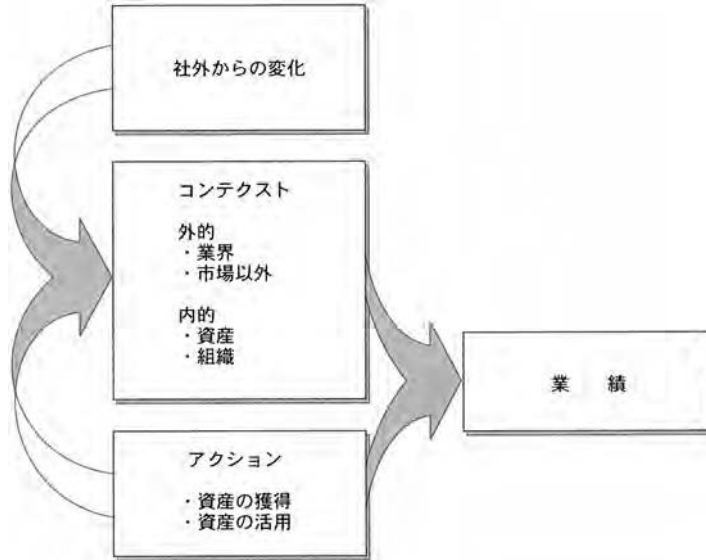 社外からの変化
コンテクスト
外的
・業界
・市場以外
内的
・資産
・組織
アクション
・資産の獲得
・資産の活用
業　績